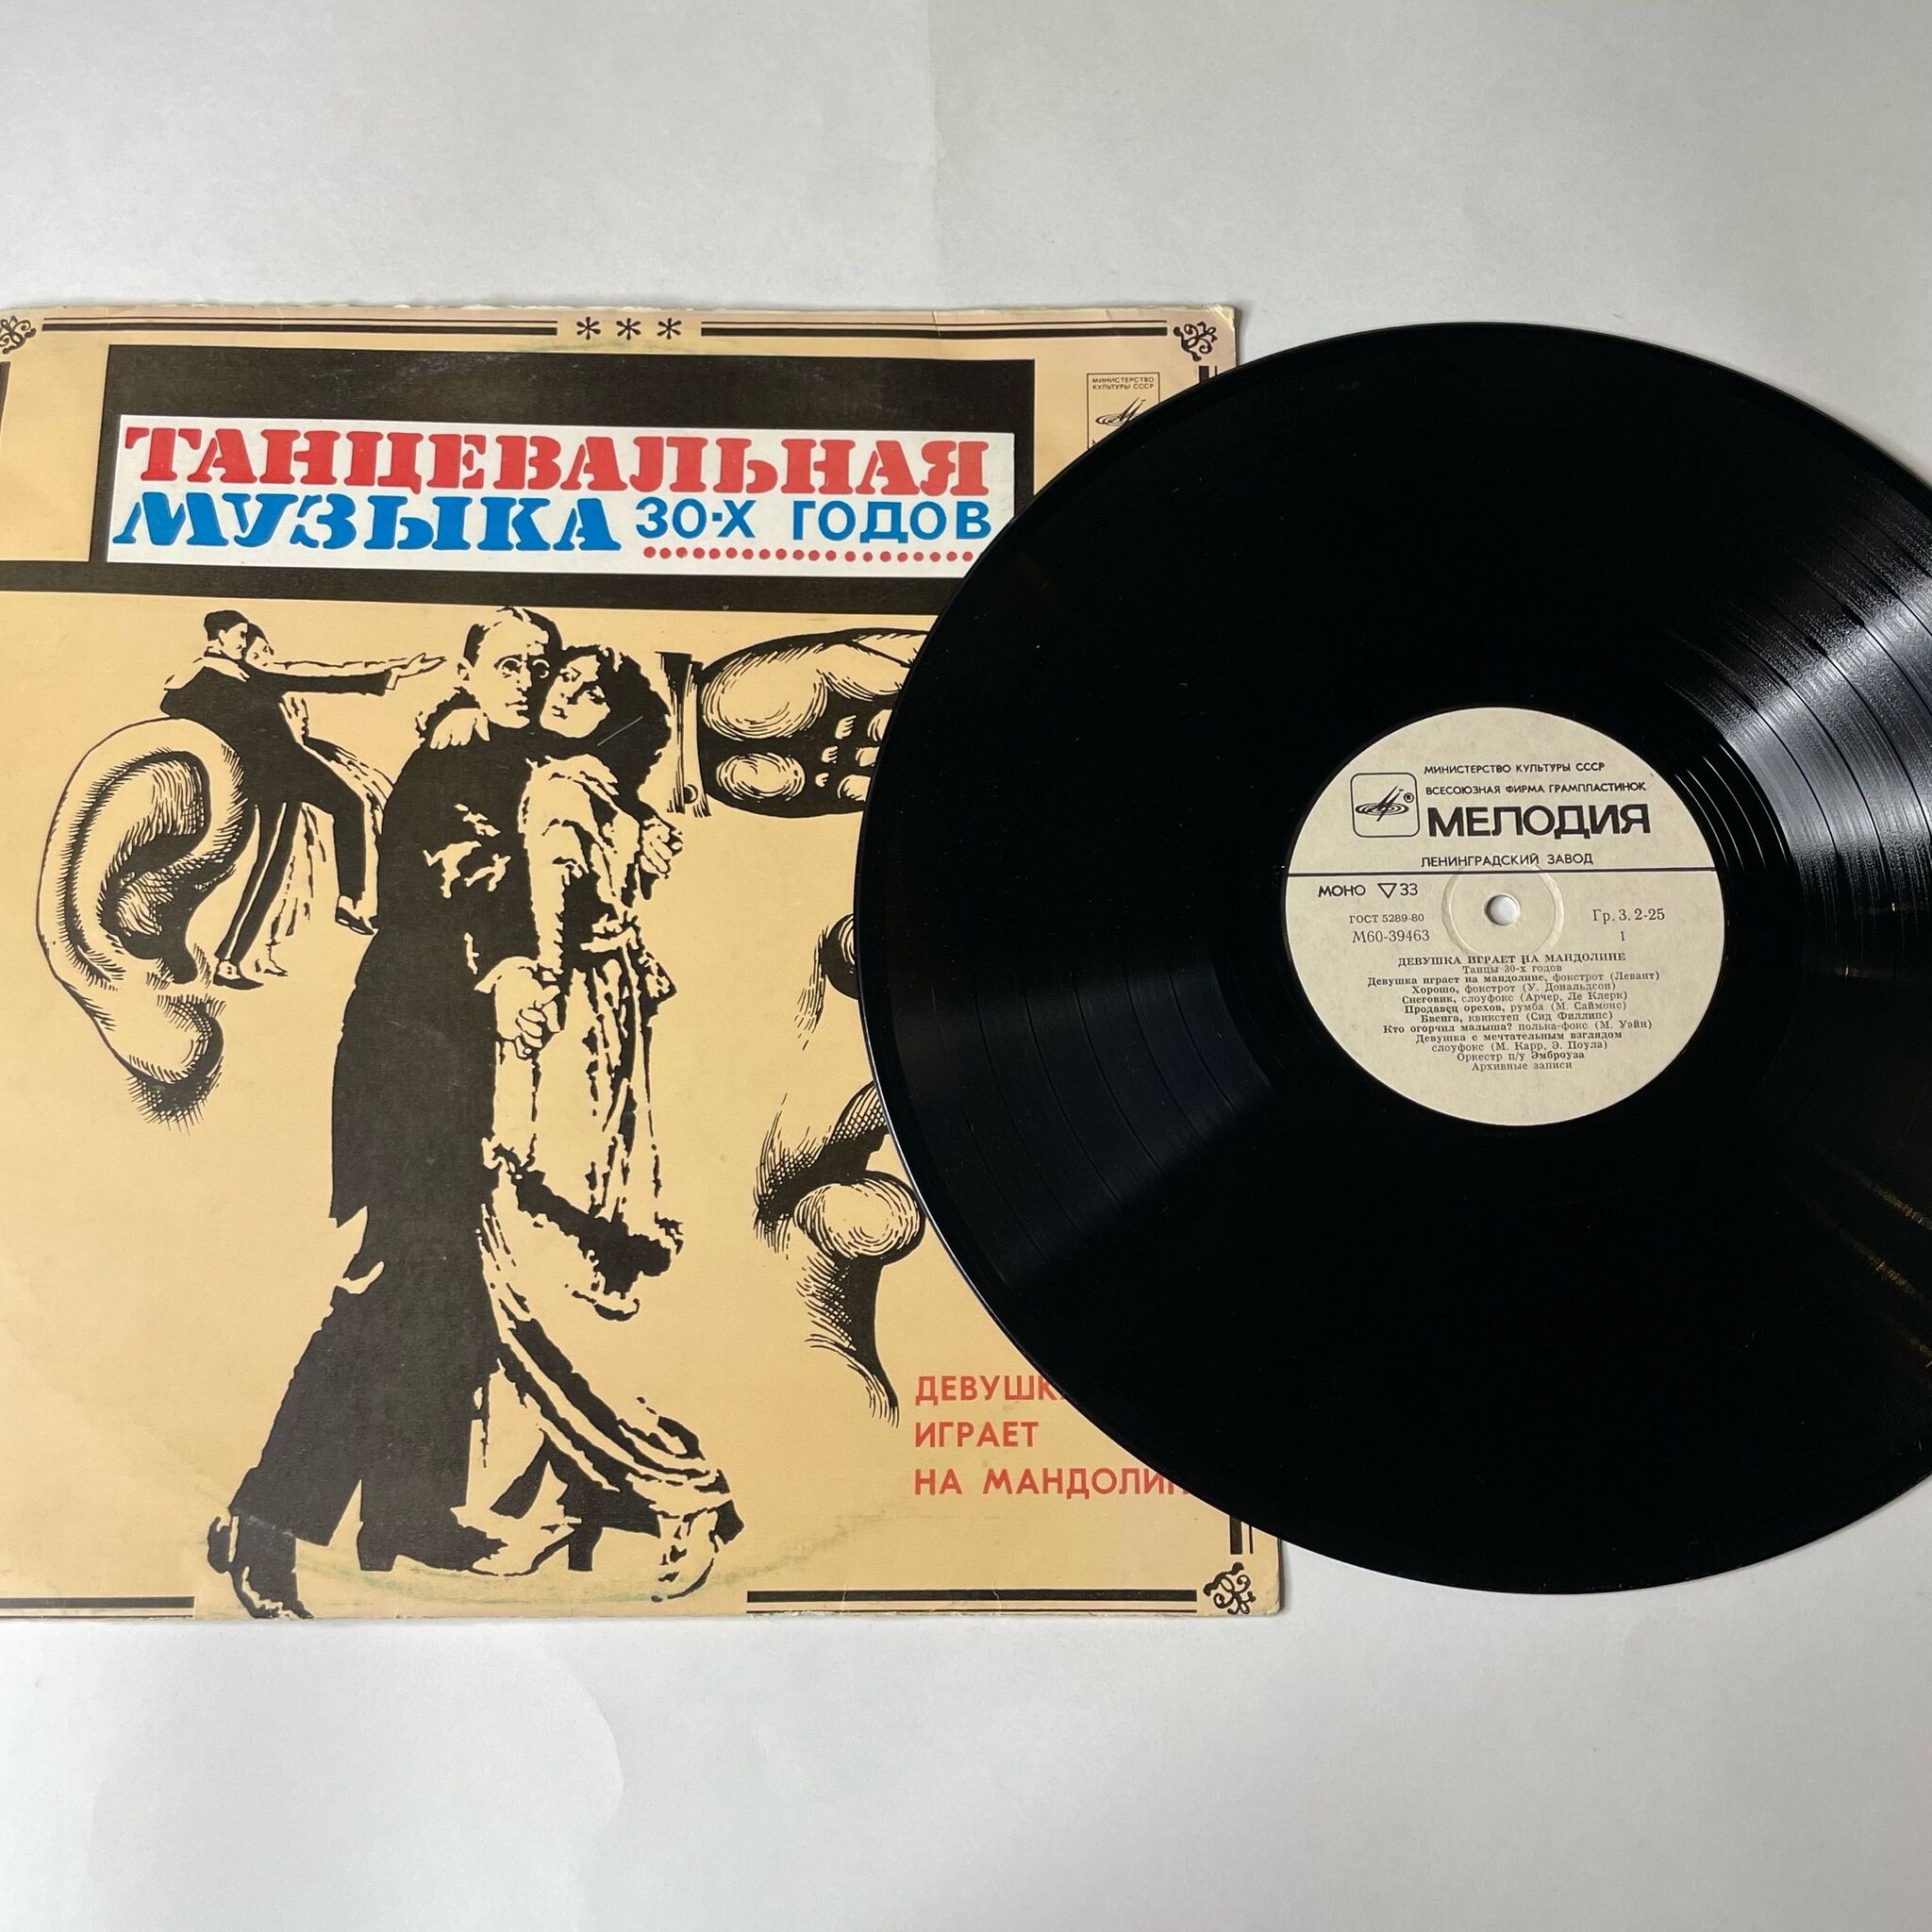 * * *
МИНИСТЕРСТВО
КУЛЬТУРЫ СССР
ТАНЦЕВАЛЬНАЯ
МУЗЫКА 30-Х ГОДОВ
ИГРАЕТ
НА
МИНИСТЕРСТВО КУЛЬТУРЫ СССР
ВСЕСОЮЗНАЯ ФИРМА ГРАМПЛАСТИНОК
МЕЛОДИЯ
ЛЕНИНГРАДСКИЙ ЗАВОД
МОНО ▽33
ГОСТ 5289-80
Гр. 3. 2-25
М60-39463
1
ДЕВУШКА ИГРАЕТ НА МАНДОЛИНЕ
Танцы 30-х годов
Девушка играет на мандолине, фокстрот (Левант)
Хорошо, фокстрот (У. Дональдсон)
Снеговик, слоуфокс (Арчер, Ле Клерк)
Продавец орехов, румба (М. Саймонс)
Бвенга, квикстеп (Сид Филлипс)
Кто огорчил малыша? полька-фокс (М. Уэйн)
Девушка с мечтательным взглядом
слоуфокс (М. Карр, Э. Поула)
Оркестр п/у Эмброуза
Архивные записи